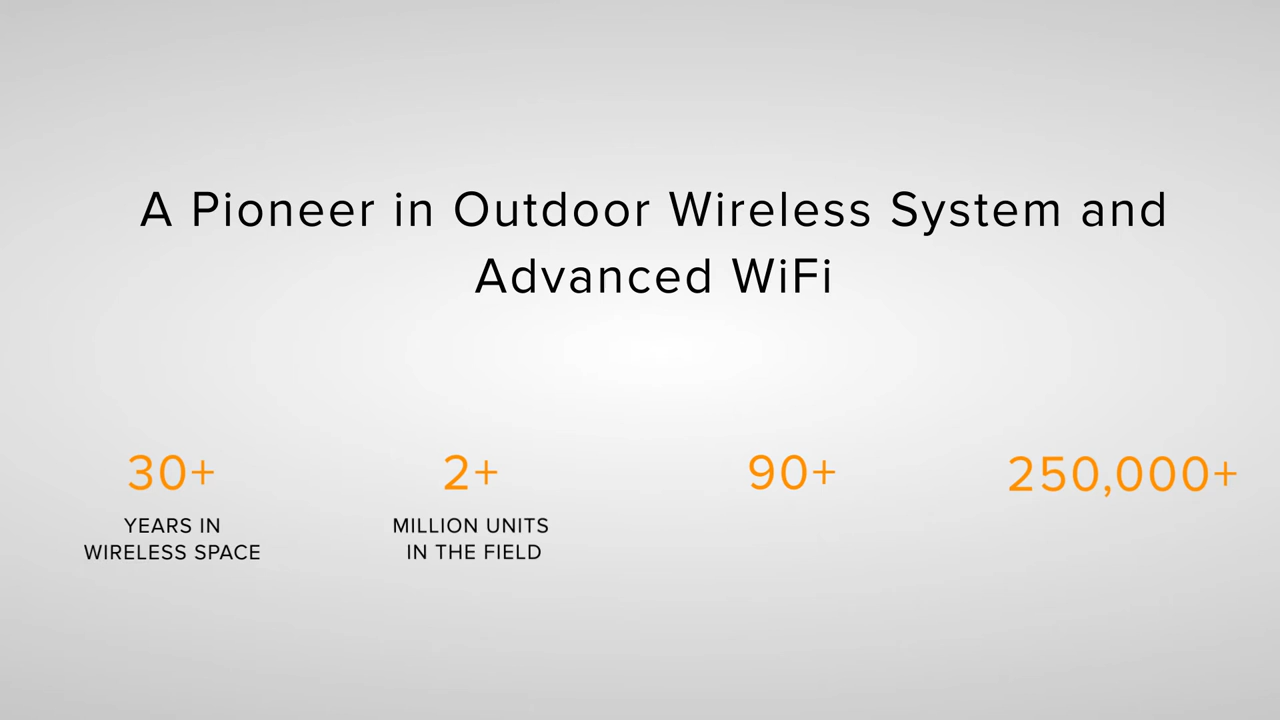 A Pioneer in Outdoor Wireless System and
Advanced WiFi
30+
YEARS IN
WIRELESS SPACE
2+
MILLION UNITS
IN THE FIELD
90+
250,000+